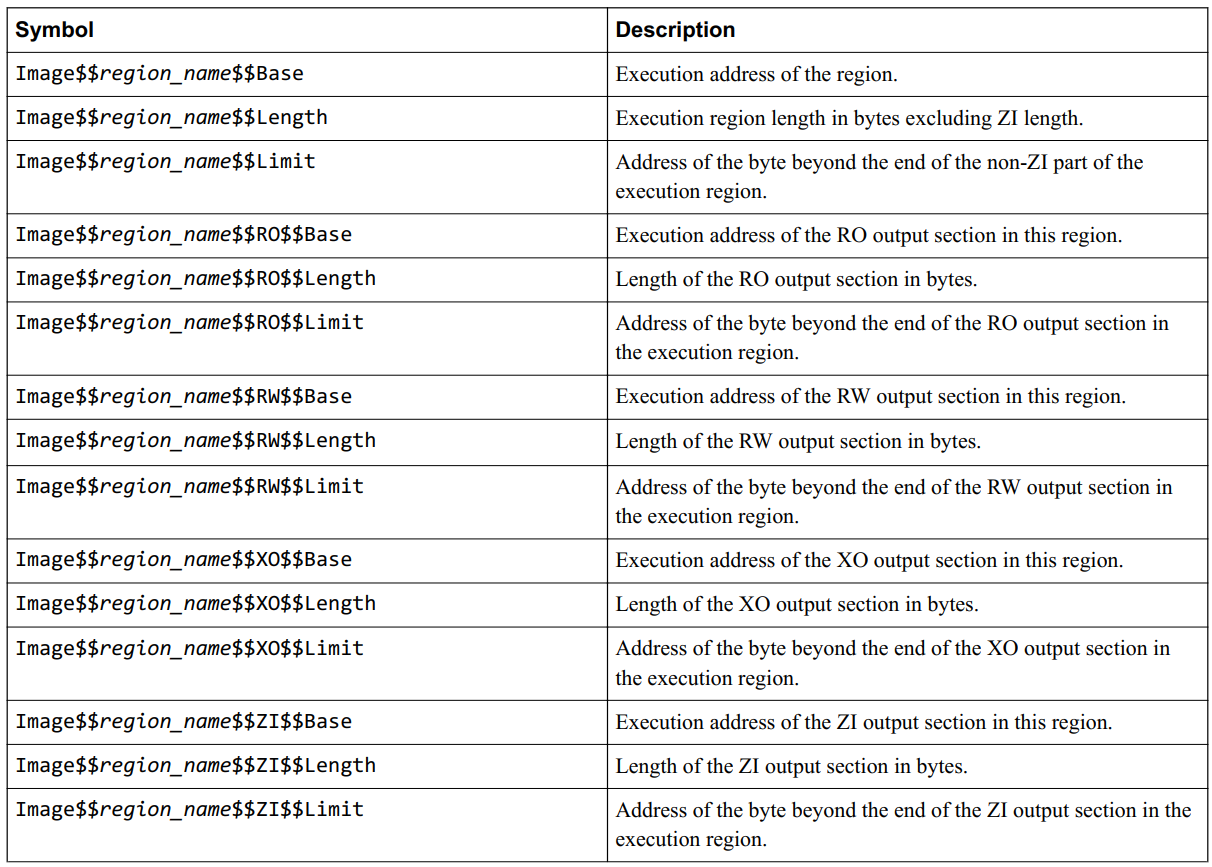 Symbol Description
Image$$region_name$$Base Execution address of the region.
Image$$region_name$$Length Execution region length in bytes excluding ZI length.
Image$$region_name$$Limit Address of the byte beyond the end of the non-ZI part of the
execution region.
Image$$region_name$$RO$$Base Execution address of the RO output section in this region.
Image$$region_name$$RO$$Length Length of the RO output section in bytes.
Image$$region_name$$RO$$Limit Address of the byte beyond the end of the RO output section in
the execution region.
Image$$region_name$$RW$$Base Execution address of the RW output section in this region.
Image$$region_name$$RW$$Length Length of the RW output section in bytes.
Image$$region_name$$RW$$Limit Address of the byte beyond the end of the RW output section in
the execution region.
Image$$region_name$$XO$$Base Execution address of the XO output section in this region.
Image$$region_name$$XO$$Length Length of the XO output section in bytes.
Image$$region_name$$XO$$Limit Address of the byte beyond the end of the XO output section in
the execution region.
Image$$region_name$$ZI$$Base Execution address of the ZI output section in this region.
Image$$region_name$$ZI$$Length Length of the ZI output section in bytes.
Image$$region_name$$ZI$$Limit Address of the byte beyond the end of the ZI output section in the
execution region.